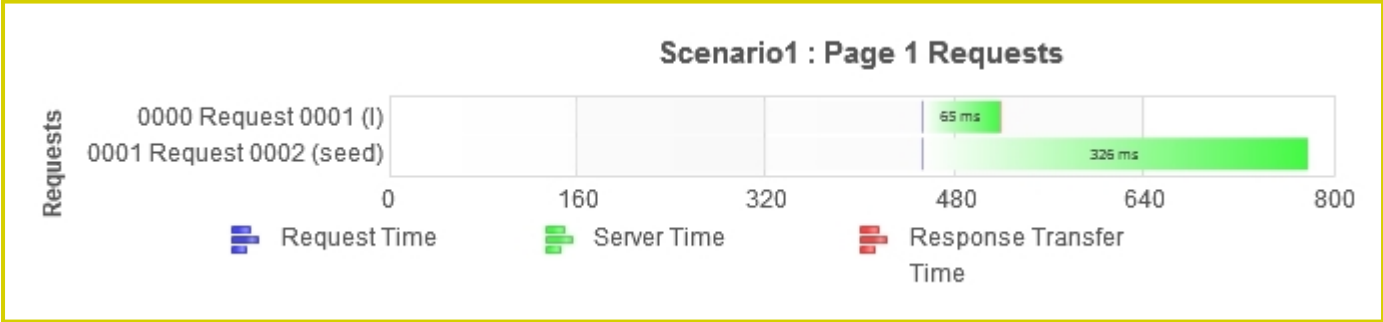 Scenario1 : Page 1 Requests
Requests
0000 Request 0001 (l)
65 ms
0001 Request 0002 (seed)
326 ms
0 160 320 480 640 800
Request Time
Server Time
Response Transfer
Time